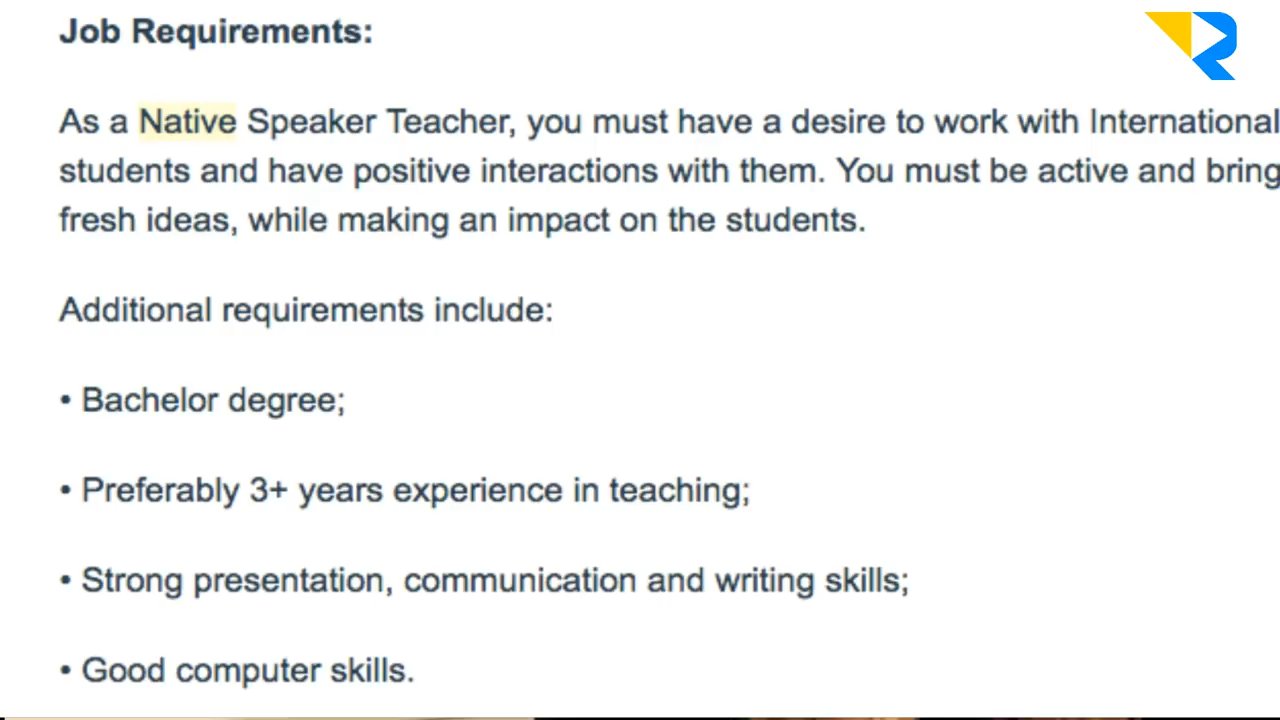 Job Requirements:
As a Native Speaker Teacher, you must have a desire to work with International
students and have positive interactions with them. You must be active and bring
fresh ideas, while making an impact on the students.
Additional requirements include:
• Bachelor degree;
• Preferably 3+ years experience in teaching;
• Strong presentation, communication and writing skills;
• Good computer skills.